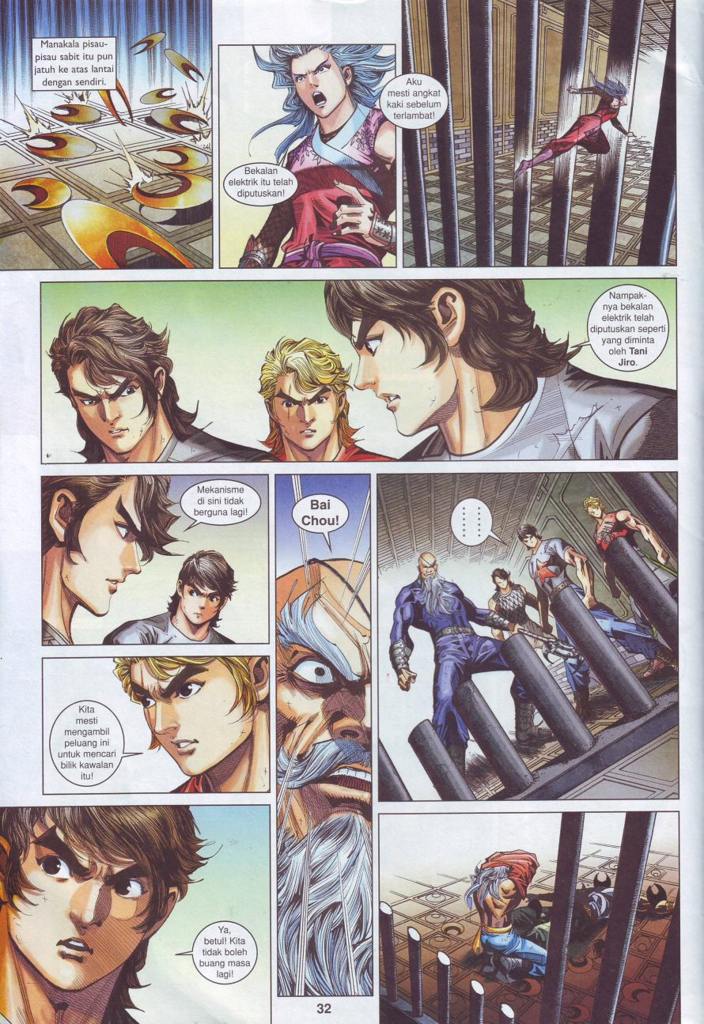 Manakala pisau-
pisau sabit itu pun
jatuh ke atas lantai
dengan sendiri.
Bekalan
elektrik itu telah
diputuskan!
Aku
mesti angkat
kaki sebelum
terlambat!
Nampak-
nya bekalan
elektrik telah
diputuskan seperti
yang diminta
oleh Tani
Jiro.
Mekanisme
di sini tidak
berguna lagi!
Kita
mesti
mengambil
peluang ini
untuk mencari
bilik kawalan
itu!
Ya,
betul! Kita
tidak boleh
buang masa
lagi!
Bai
Chou!
32